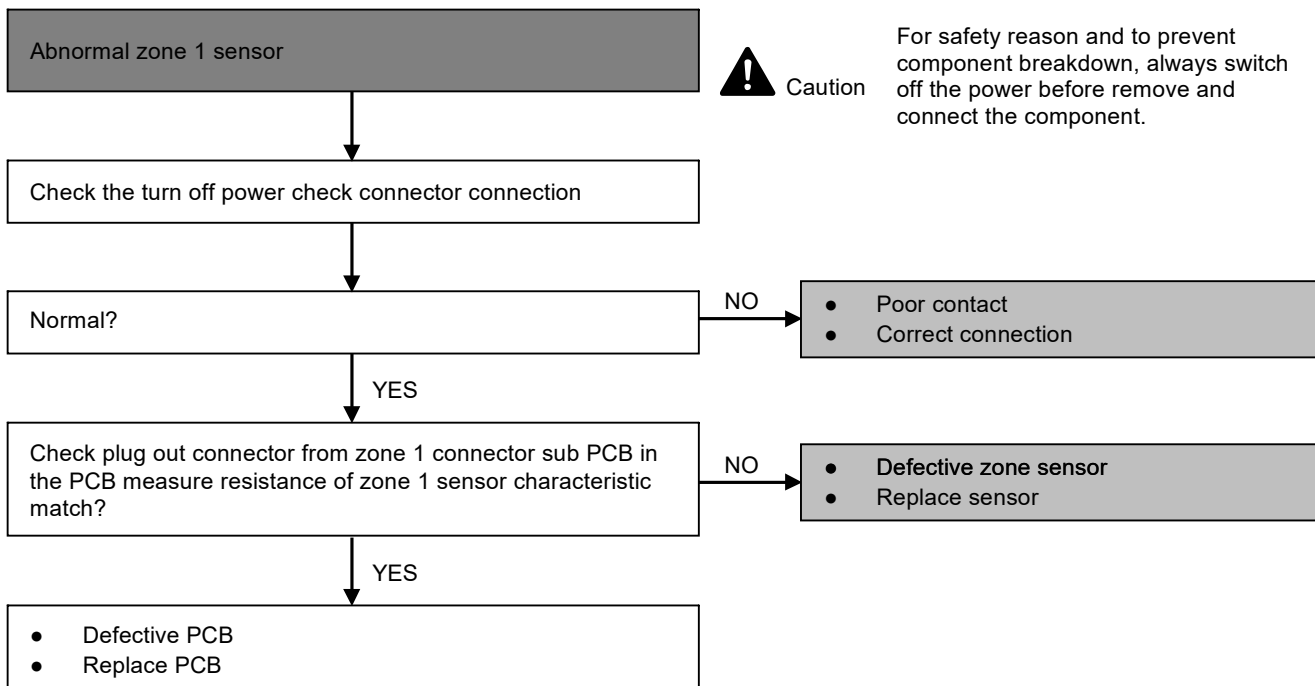 Abnormal zone 1 sensor
Caution
For safety reason and to prevent
component breakdown, always switch
off the power before remove and
connect the component.
Check the turn off power check connector connection
Normal?
NO
● Poor contact
● Correct connection
YES
Check plug out connector from zone 1 connector sub PCB in
the PCB measure resistance of zone 1 sensor characteristic
match?
NO
● Defective zone sensor
● Replace sensor
YES
● Defective PCB
● Replace PCB